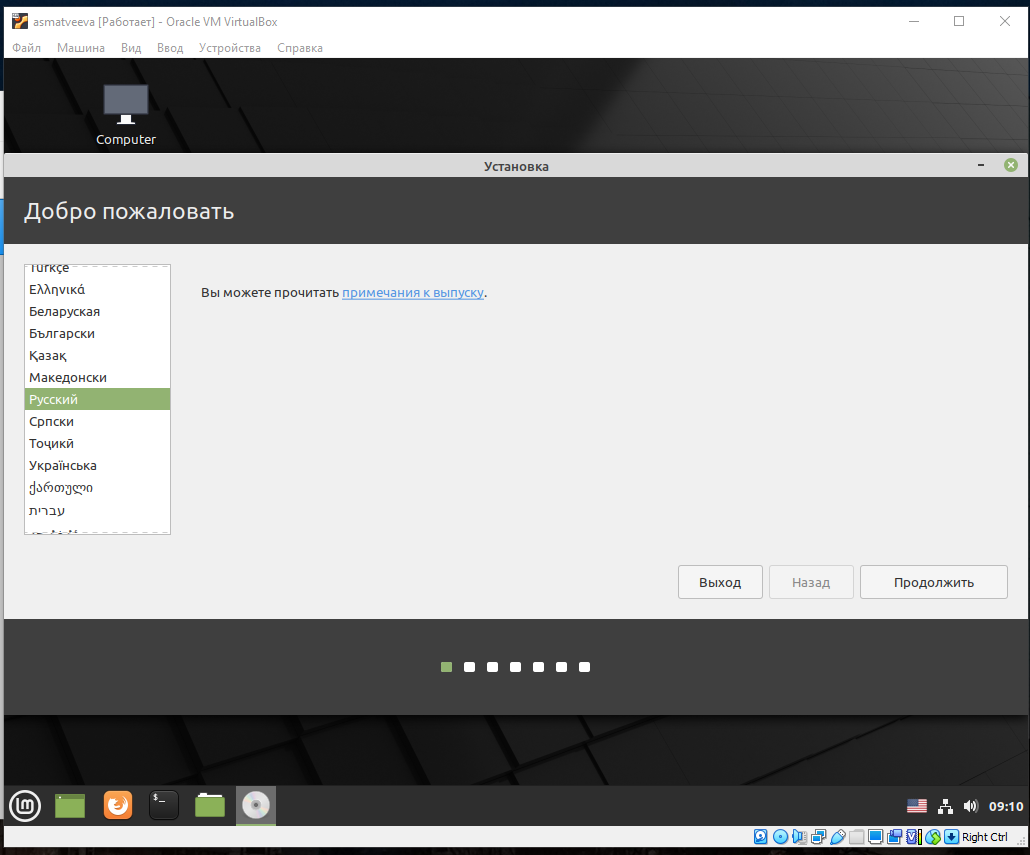 asmatveeva [Работает] - Oracle VM VirtualBox
Файл Машина Вид Ввод Устройства Справка
Computer
Установка
Добро пожаловать
Türkçe
Ελληνικά
Беларуская
Български
Қазақ
Македонски
Русский
Српски
Тоҷикӣ
Українська
ქართული
עברית
Вы можете прочитать примечания к выпуску.
Выход Назад Продолжить
09:10
Right Ctrl